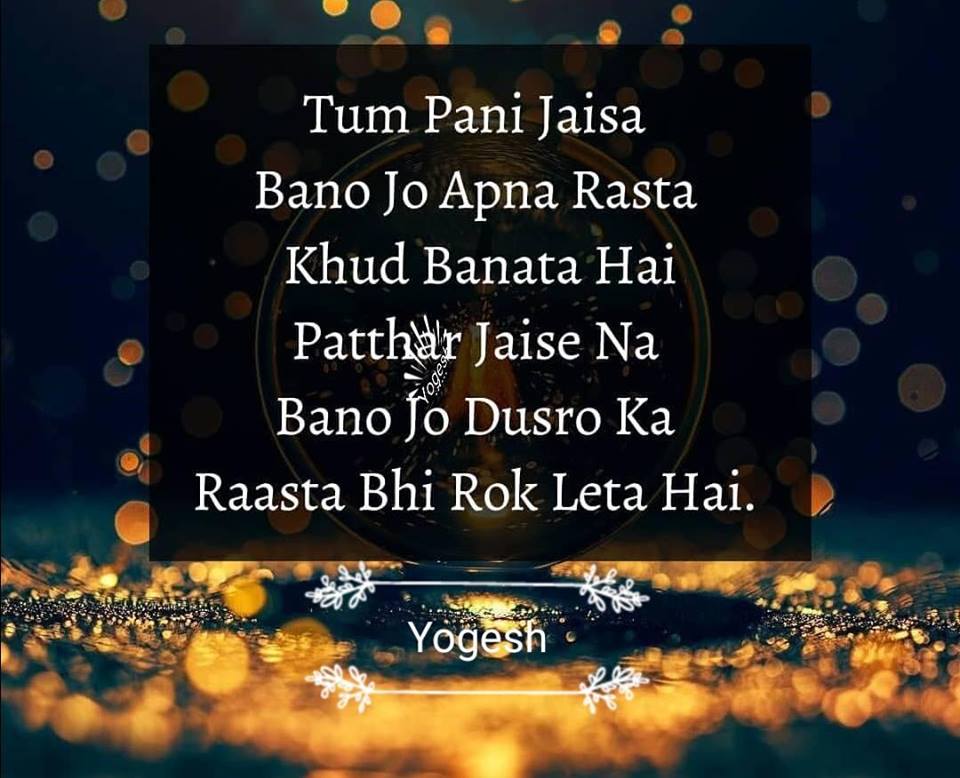 Tum Pani Jaisa
Bano Jo Apna Rasta
Khud Banata Hai
Patthar Jaise Na
Yogesh
Bano Jo Dusro Ka
Raasta Bhi Rok Leta Hai.
Yogesh